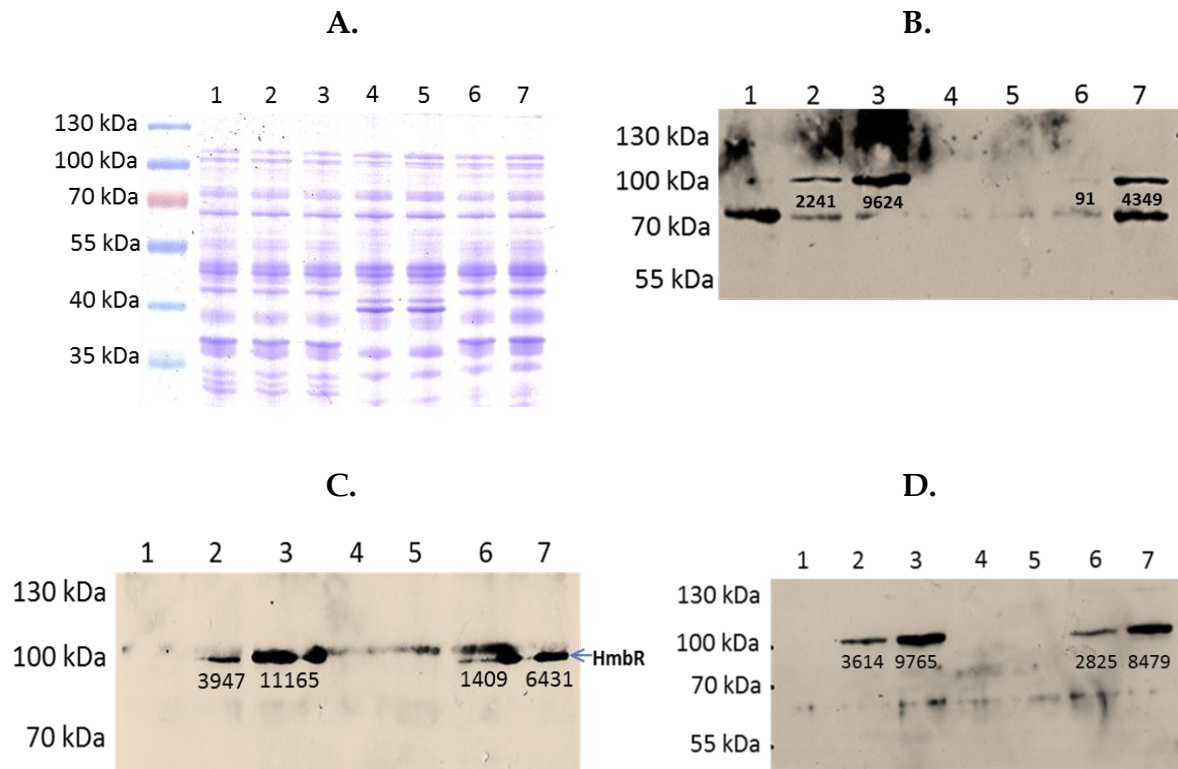 A.
1 2 3 4 5 6 7
130 kDa
100 kDa
70 kDa
55 kDa
40 kDa
35 kDa
B.
1 2 3 4 5 6 7
130 kDa
100 kDa
2241 9624 91 4349
70 kDa
55 kDa
C.
1 2 3 4 5 6 7
130 kDa
100 kDa HmbR
3947 11165 1409 6431
70 kDa
D.
1 2 3 4 5 6 7
130 kDa
100 kDa
3614 9765 2825 8479
70 kDa
55 kDa